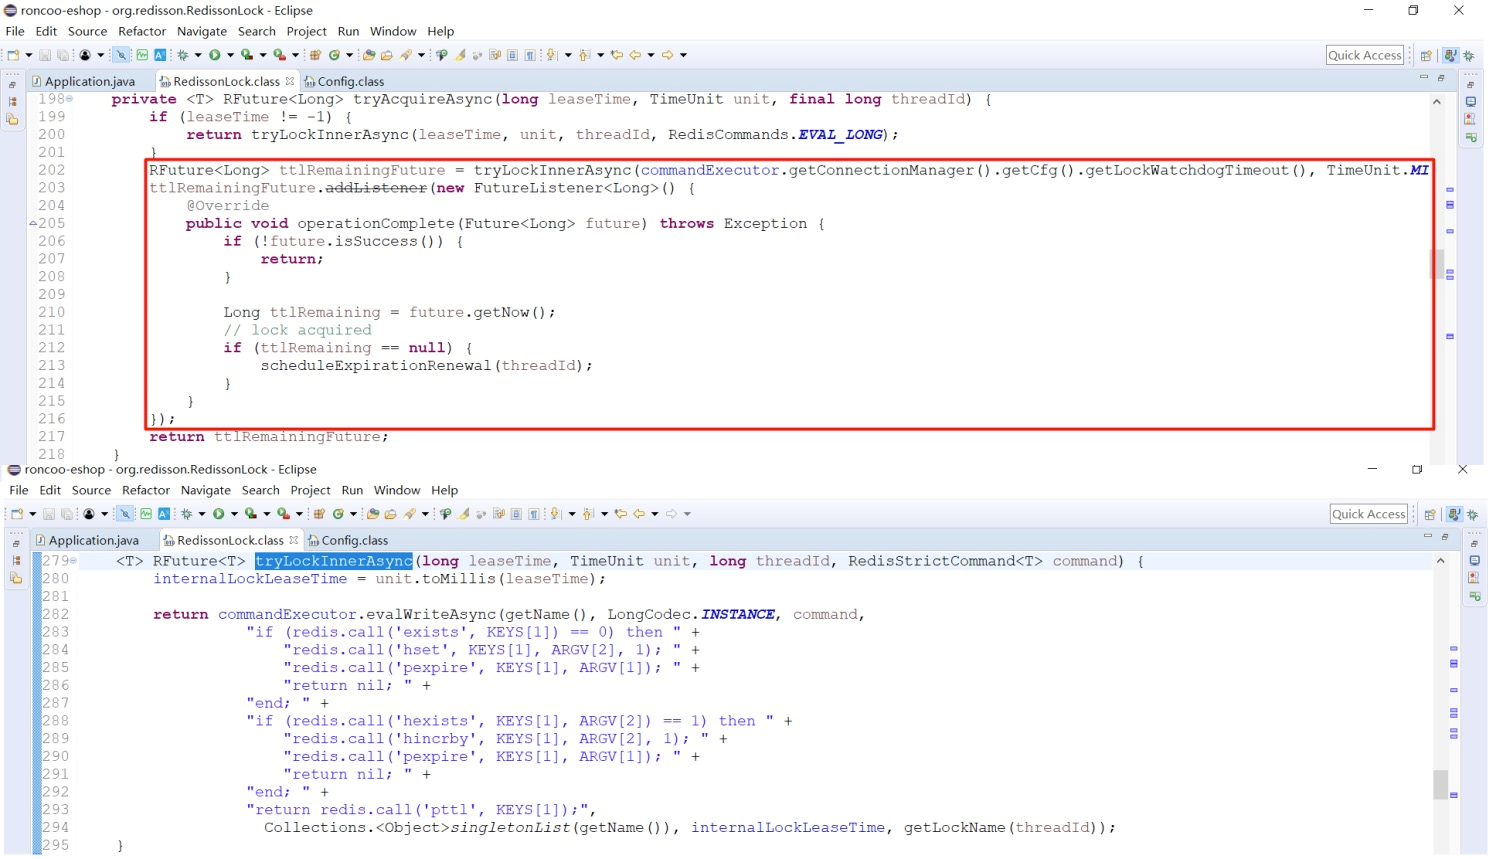 roncoo-eshop - org.redisson.RedissonLock - Eclipse
File Edit Source Refactor Navigate Search Project Run Window Help
Quick Access
Application.java RedissonLock.class Config.class
198 private <T> RFuture<Long> tryAcquireAsync(long leaseTime, TimeUnit unit, final long threadId) {
199 if (leaseTime != -1) {
200 return tryLockInnerAsync(leaseTime, unit, threadId, RedisCommands.EVAL_LONG);
201 }
202 RFuture<Long> ttlRemainingFuture = tryLockInnerAsync(commandExecutor.getConnectionManager().getCfg().getLockWatchdogTimeout(), TimeUnit.MI
203 ttlRemainingFuture.addListener(new FutureListener<Long>() {
204 @Override
205 public void operationComplete(Future<Long> future) throws Exception {
206 if (!future.isSuccess()) {
207 return;
208 }
209
210 Long ttlRemaining = future.getNow();
211 // lock acquired
212 if (ttlRemaining == null) {
213 scheduleExpirationRenewal(threadId);
214 }
215 }
216 });
217 return ttlRemainingFuture;
218 }
roncoo-eshop - org.redisson.RedissonLock - Eclipse
File Edit Source Refactor Navigate Search Project Run Window Help
Quick Access
Application.java RedissonLock.class Config.class
279 <T> RFuture<T> tryLockInnerAsync(long leaseTime, TimeUnit unit, long threadId, RedisStrictCommand<T> command) {
280 internalLockLeaseTime = unit.toMillis(leaseTime);
281
282 return commandExecutor.evalWriteAsync(getName(), LongCodec.INSTANCE, command,
283 "if (redis.call('exists', KEYS[1]) == 0) then " +
284 "redis.call('hset', KEYS[1], ARGV[2], 1); " +
285 "redis.call('pexpire', KEYS[1], ARGV[1]); " +
286 "return nil; " +
287 "end; " +
288 "if (redis.call('hexists', KEYS[1], ARGV[2]) == 1) then " +
289 "redis.call('hincrby', KEYS[1], ARGV[2], 1); " +
290 "redis.call('pexpire', KEYS[1], ARGV[1]); " +
291 "return nil; " +
292 "end; " +
293 "return redis.call('pttl', KEYS[1]);",
294 Collections.<Object>singletonList(getName()), internalLockLeaseTime, getLockName(threadId));
295 }